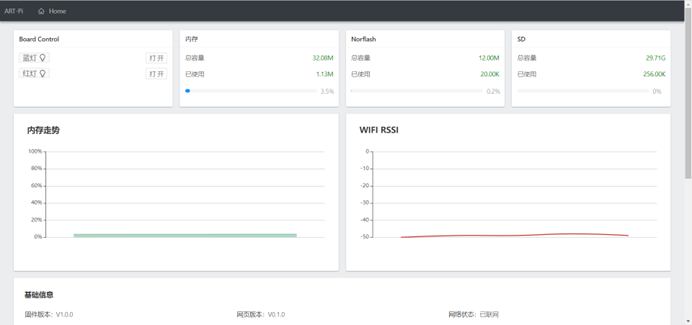 ART-Pi Home
Board Control
蓝灯 打 开
红灯 打 开
内存
总容量 32.08M
已使用 1.13M
3.5%
Norflash
总容量 12.00M
已使用 20.00K
0.2%
SD
总容量 29.71G
已使用 256.00K
0%
内存走势
100%
80%
60%
40%
20%
0%
WIFI RSSI
0
-10
-20
-30
-40
-50
基础信息
固件版本: V1.0.0 网页版本: V0.1.0 网络状态: 已联网